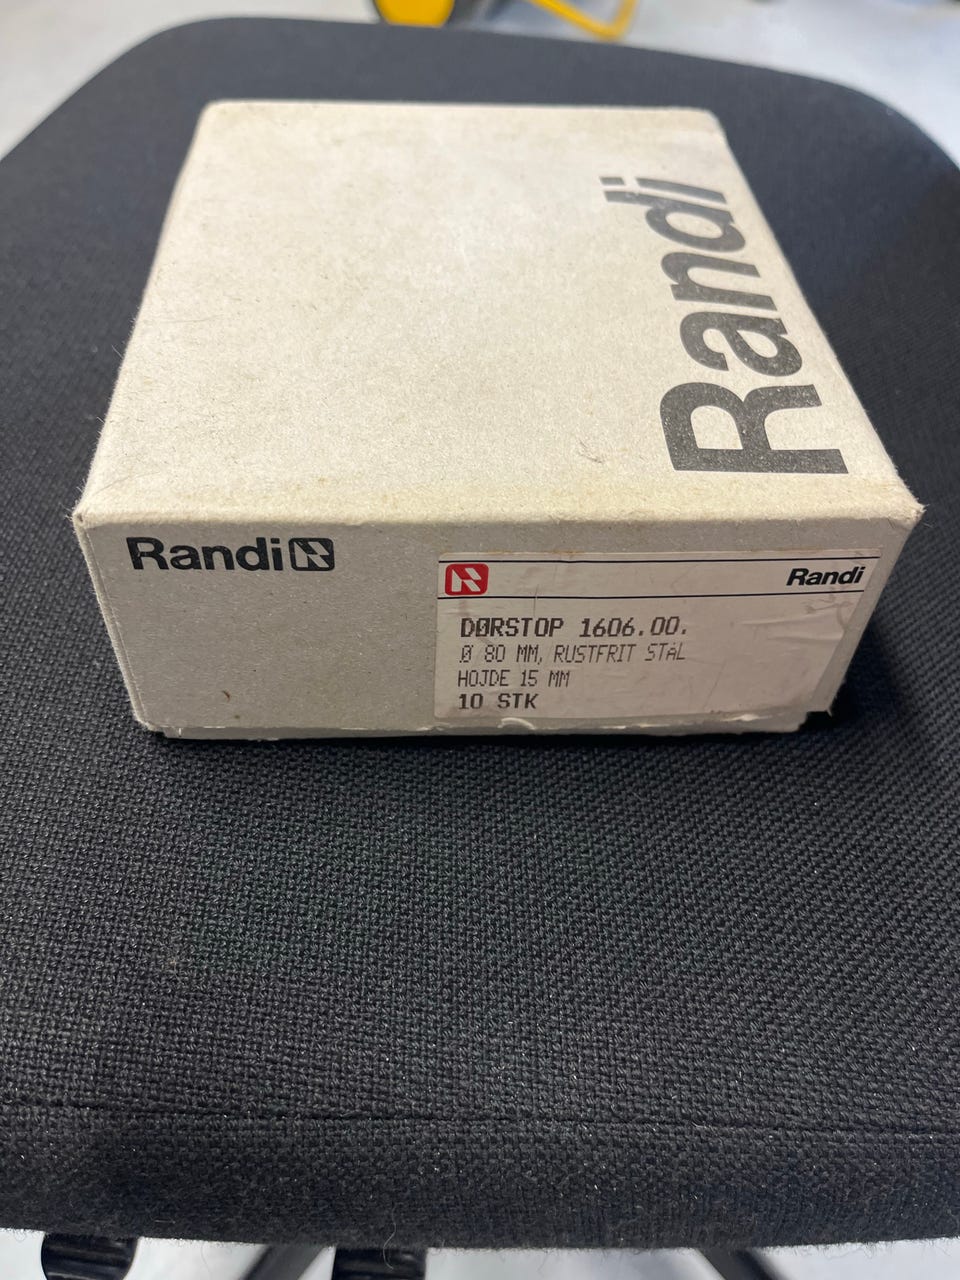 Randi
Randi
Randi
DØRSTOP 1606.00.
Ø 80 MM, RUSTFRIT STÅL
HOJDE 15 MM
10 STK